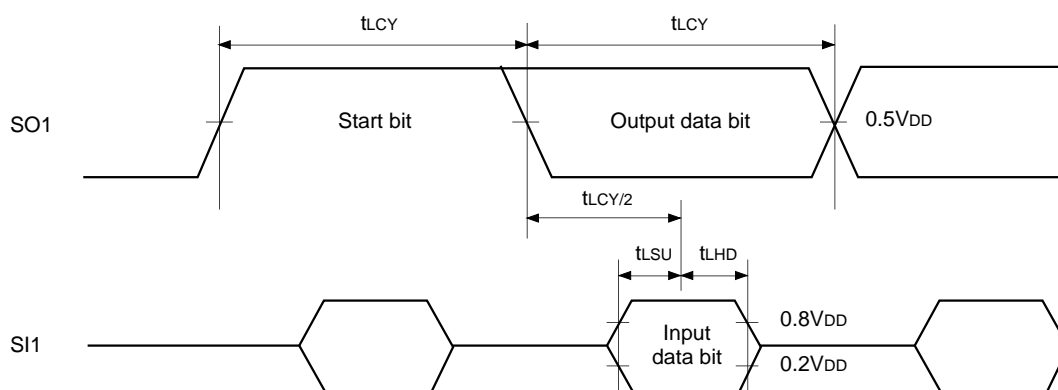 tLCY
tLCY
SO1
Start bit
Output data bit
0.5VDD
tLCY/2
tLSU
tLHD
SI1
Input
data bit
0.8VDD
0.2VDD